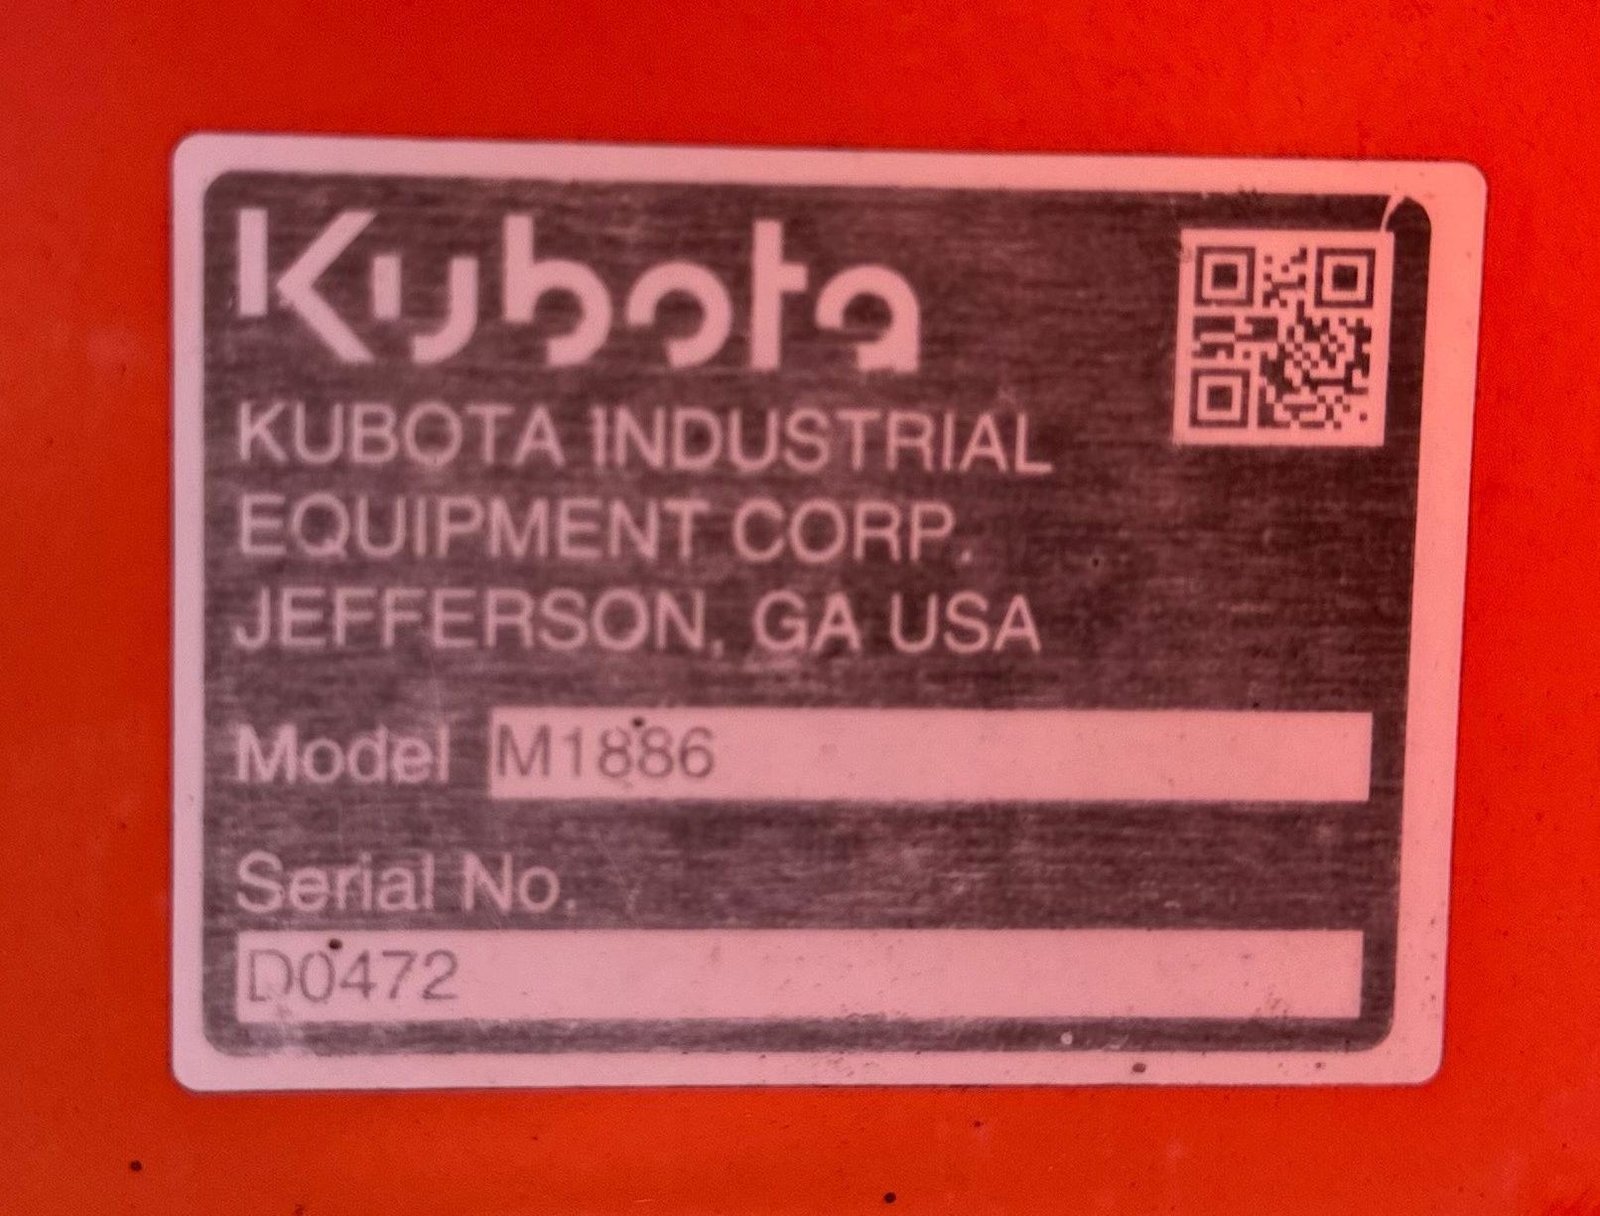 Kubota
KUBOTA INDUSTRIAL
EQUIPMENT CORP.
JEFFERSON, GA USA
Model M1886
Serial No.
D0472